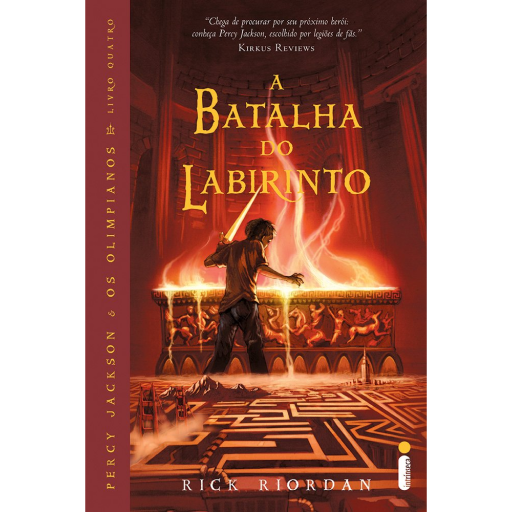 “Chega de procurar por seu próximo herói:
conheça Percy Jackson, escolhido por legiões de fãs.”
KIRKUS REVIEWS
A
BATALHA
DO
LABIRINTO
PERCY JACKSON & OS OLIMPIANOS LIVRO QUATRO
RICK RIORDAN
intrínseca